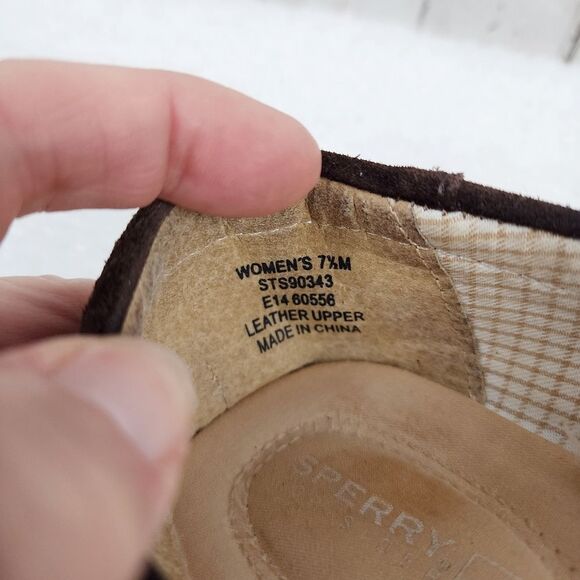 WOMEN'S 7½M
STS90343
E14 60556
LEATHER UPPER
MADE IN CHINA
SPERRY